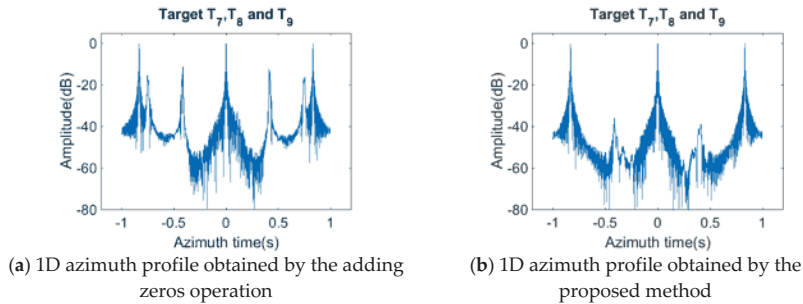 Target T7,T8 and T9
0
-20
-40
-60
-80
Amplitude(dB)
-1 -0.5 0 0.5 1
Azimuth time(s)
(a) 1D azimuth profile obtained by the adding
zeros operation
Target T7,T8 and T9
0
-20
-40
-60
-80
Amplitude(dB)
-1 -0.5 0 0.5 1
Azimuth time(s)
(b) 1D azimuth profile obtained by the
proposed method